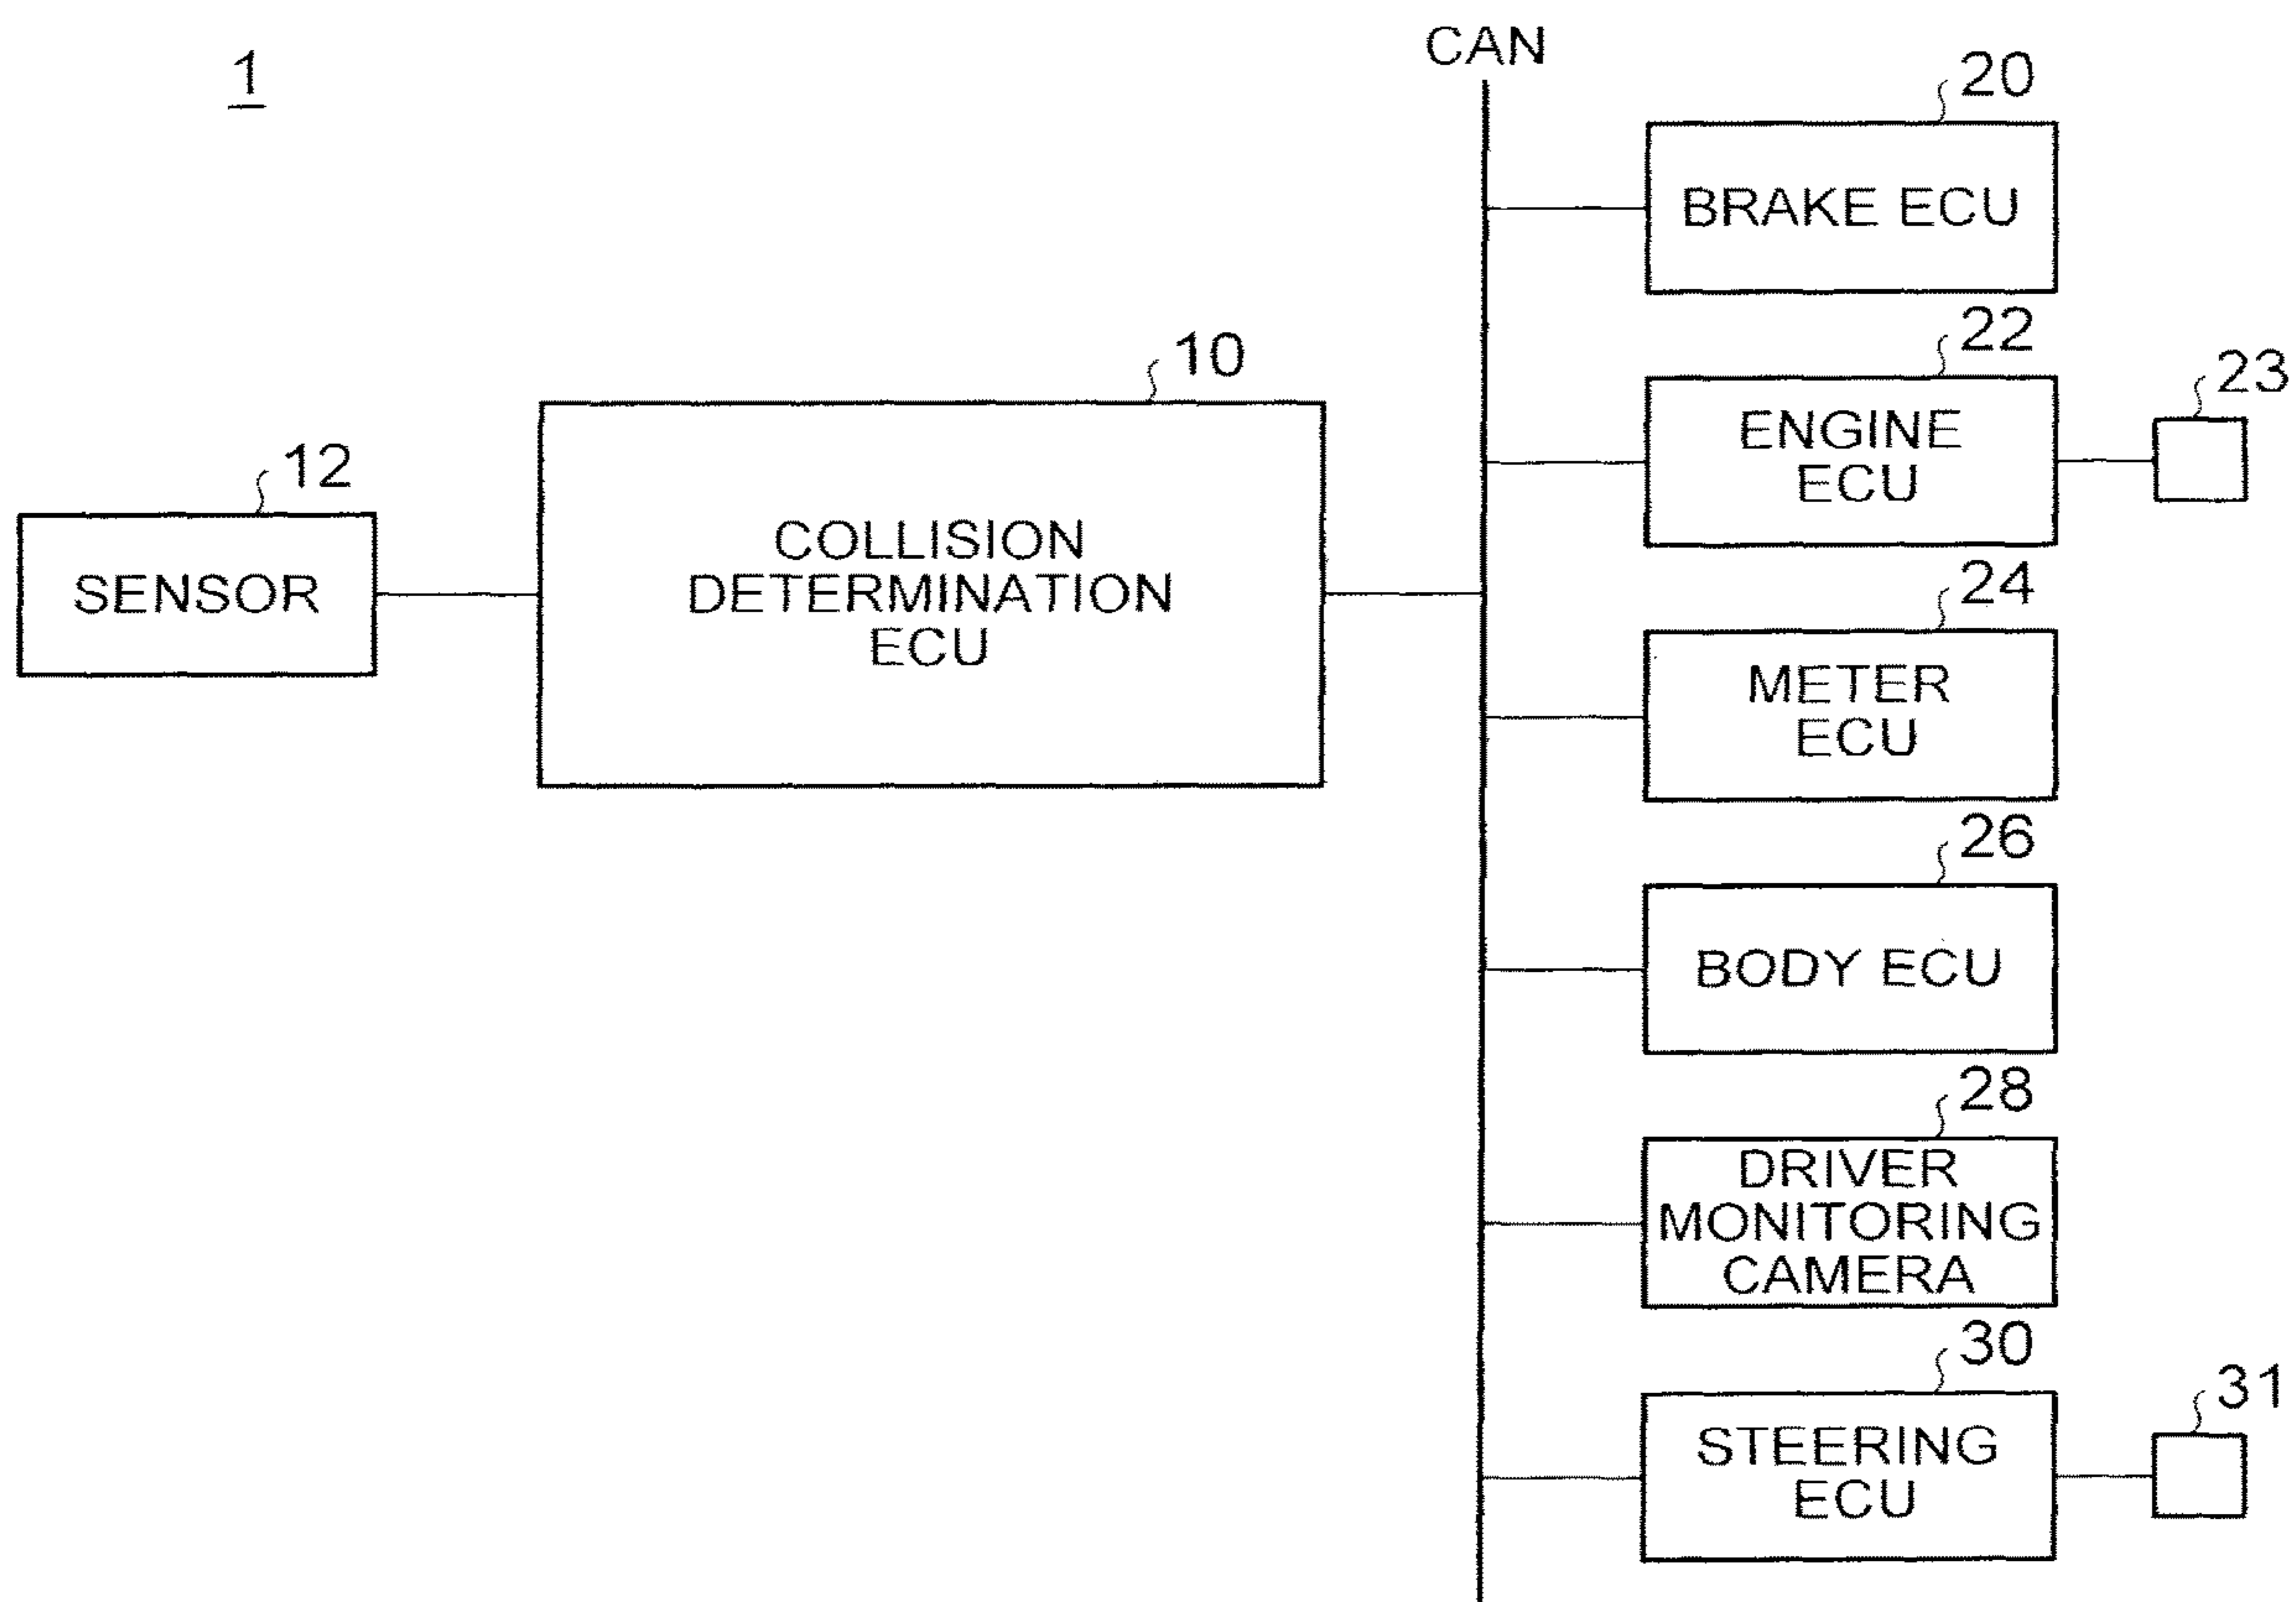 1
CAN
20
BRAKE ECU
22
23
ENGINE
ECU
10
12
SENSOR
COLLISION
DETERMINATION
ECU
24
METER
ECU
26
BODY ECU
28
DRIVER
MONITORING
CAMERA
30
31
STEERING
ECU